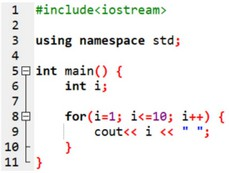 1 #include<iostream>
2
3 using namespace std;
4
5 int main() {
6 int i;
7
8 for(i=1; i<=10; i++) {
9 cout<< i << " ";
10 }
11 }